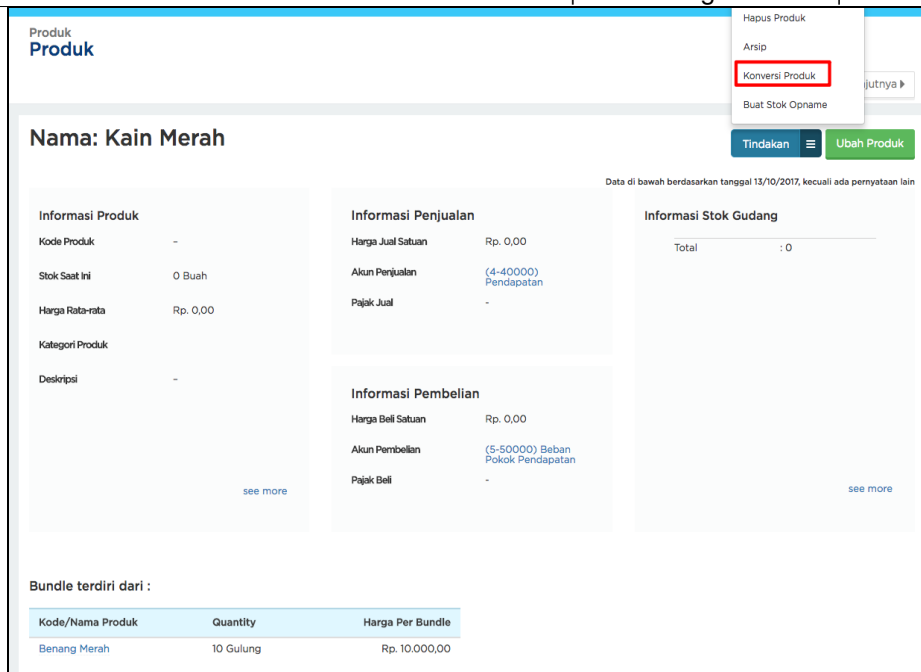 Produk
Produk
Hapus Produk
Arsip
Konversi Produk
Buat Stok Opname
Nama: Kain Merah
Tindakan
Ubah Produk
Data di bawah berdasarkan tanggal 13/10/2017, kecuali ada pernyataan lain
Informasi Produk
Kode Produk –
Stok Saat Ini 0 Buah
Harga Rata-rata Rp. 0,00
Kategori Produk
Deskripsi –
see more
Informasi Penjualan
Harga Jual Satuan Rp. 0,00
Akun Penjualan (4-40000)
Pendapatan
Pajak Jual -
Informasi Pembelian
Harga Beli Satuan Rp. 0,00
Akun Pembelian (5-50000) Beban
Pokok Pendapatan
Pajak Beli -
Informasi Stok Gudang
Total : 0
see more
Bundle terdiri dari :
Kode/Nama Produk Quantity Harga Per Bundle
Benang Merah 10 Gulung Rp. 10.000,00